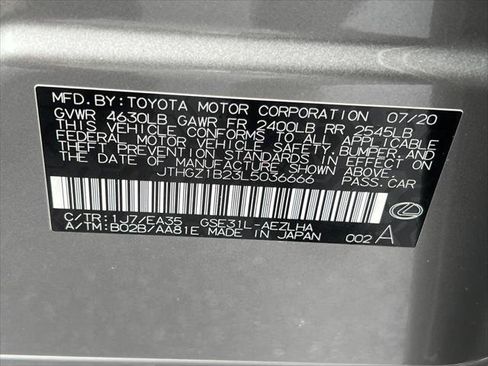 MFD.BY:TOYOTA MOTOR CORPORATION 07/20
GVWR 4630LB GAWR FR 2400LB RR 2545LB
THIS VEHICLE CONFORMS TO ALL APPLICABLE
FEDERAL MOTOR VEHICLE SAFETY, BUMPER, AND
THEFT PREVENTION STANDARDS IN EFFECT ON
THE DATE OF MANUFACTURE SHOWN ABOVE.
JTHGZ1B23L5036666 PASS.CAR
C/TR:1J7/EA35 GSE31L-AEZLHA
A/TM:B02B/AA81E MADE IN JAPAN 002 A